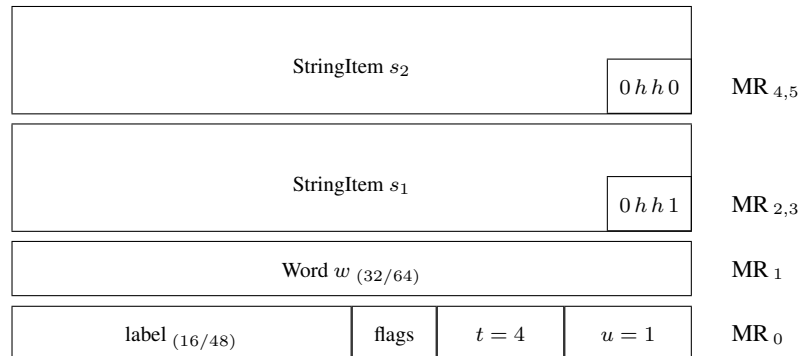 StringItem s₂ 0 h h 0 MR 4,5
StringItem s₁ 0 h h 1 MR 2,3
Word w (32/64) MR 1
label (16/48) flags t = 4 u = 1 MR 0